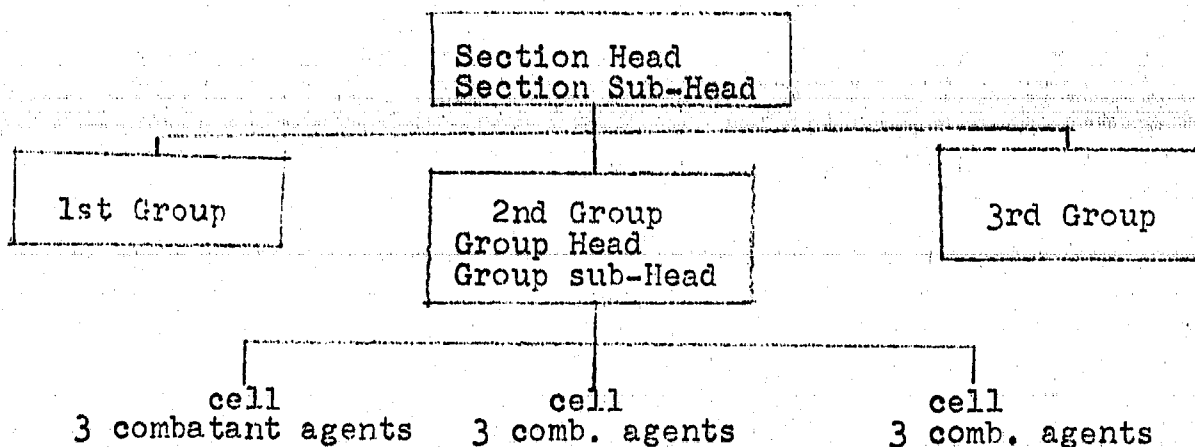 Section Head
Section Sub-Head
1st Group
2nd Group
Group Head
Group sub-Head
3rd Group
cell
3 combatant agents
cell
3 comb. agents
cell
3 comb. agents